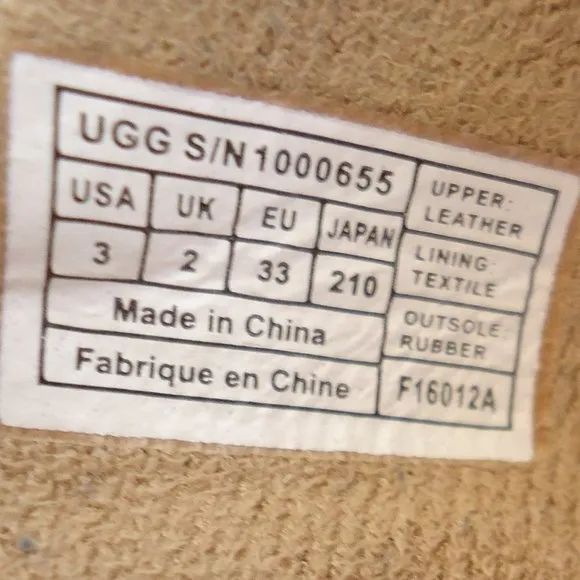 UGG S/N 1000655
USA UK EU JAPAN
3 2 33 210
Made in China
Fabrique en Chine
UPPER:
LEATHER
LINING:
TEXTILE
OUTSOLE:
RUBBER
F16012A